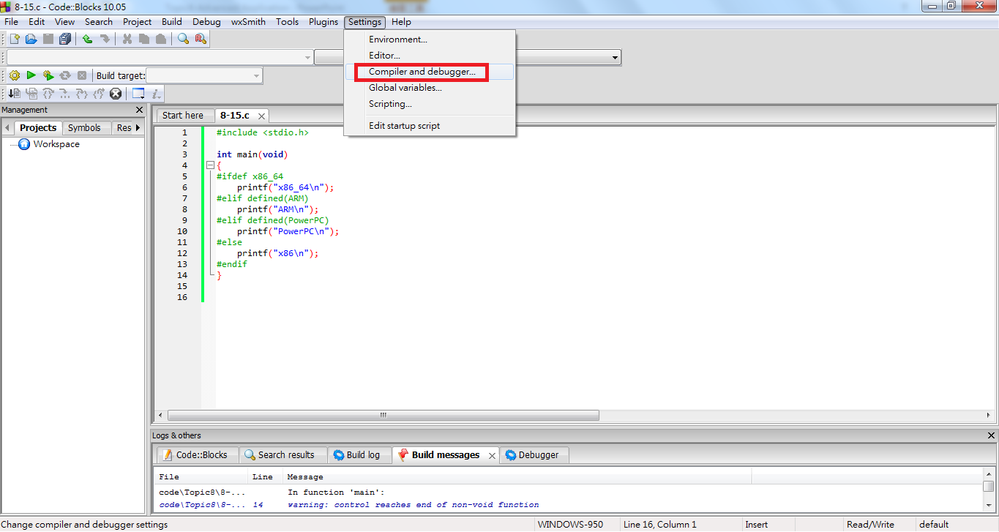 8-15.c - Code::Blocks 10.05
File Edit View Search Project Build Debug wxSmith Tools Plugins Settings Help
Environment...
Editor...
Compiler and debugger...
Global variables...
Scripting...
Edit startup script
Build target:
Management
Projects Symbols Res
Workspace
Start here 8-15.c
1 #include <stdio.h>
2
3 int main(void)
4 {
5 #ifdef x86_64
6 printf("x86_64\n");
7 #elif defined(ARM)
8 printf("ARM\n");
9 #elif defined(PowerPC)
10 printf("PowerPC\n");
11 #else
12 printf("x86\n");
13 #endif
14 }
15
16
Logs & others
Code::Blocks Search results Build log Build messages Debugger
File Line Message
code\Topic8\8-... In function 'main':
code\Topic8\8-... 14 warning: control reaches end of non-void function
Change compiler and debugger settings WINDOWS-950 Line 16, Column 1 Insert Read/Write default